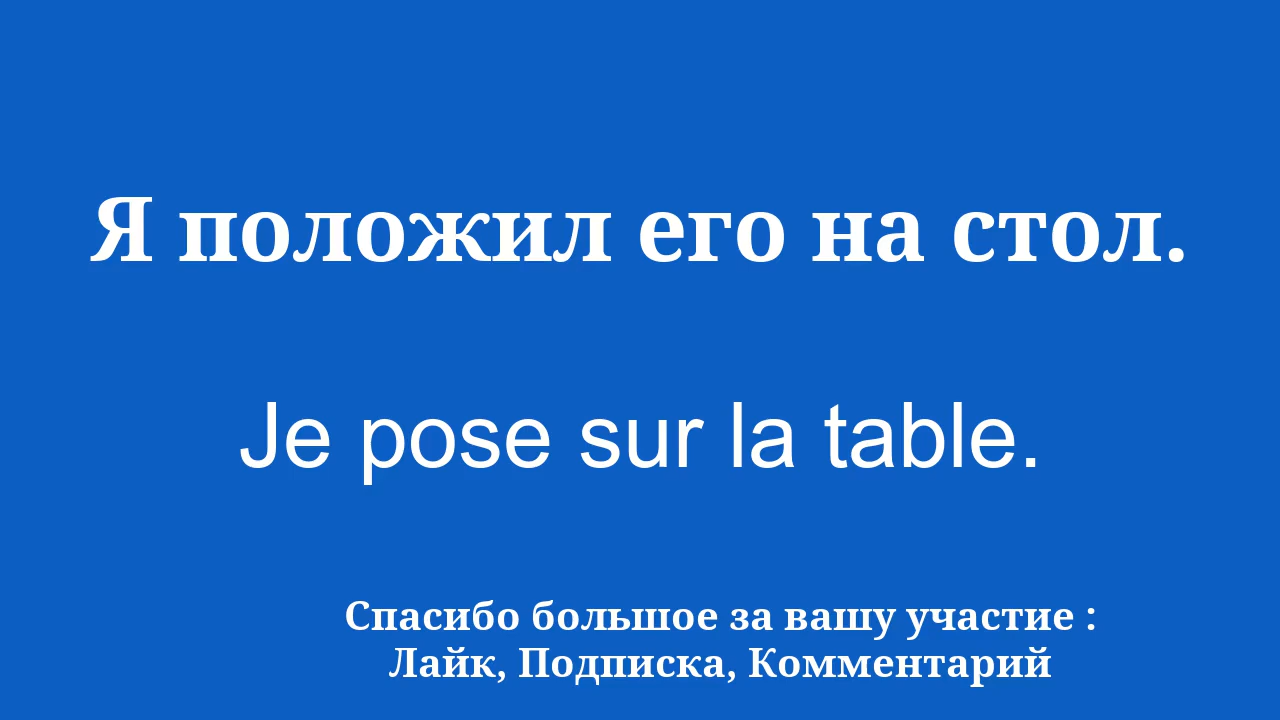 Я положил его на стол.
Je pose sur la table.
Спасибо большое за вашу участие :
Лайк, Подписка, Комментарий